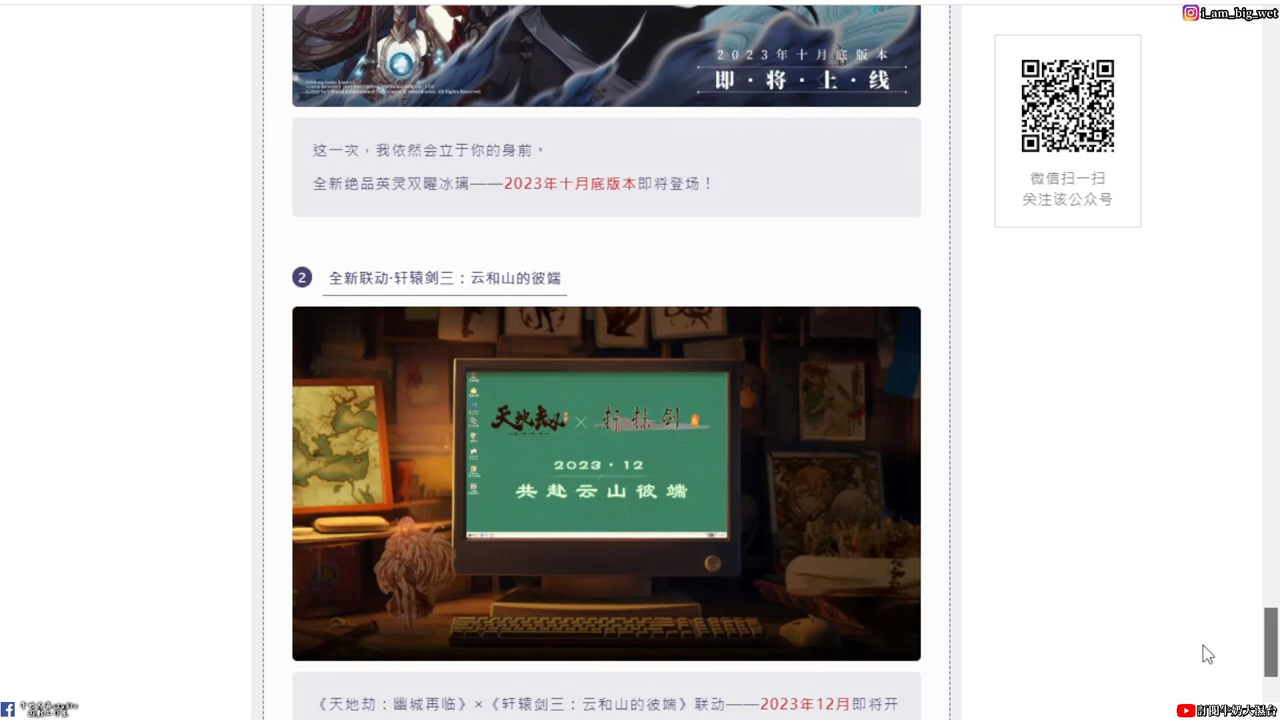 i_am_big_wet
2023年十月底版本
即·将·上·线
微信扫一扫
关注该公众号
这一次，我依然会立于你的身前。
全新绝品英灵双曜冰璃——2023年十月底版本即将登场！
2 全新联动·轩辕剑三：云和山的彼端
天地劫 × 轩辕剑
2023·12
共赴云山彼端
《天地劫：幽城再临》×《轩辕剑三：云和山的彼端》联动——2023年12月即将开